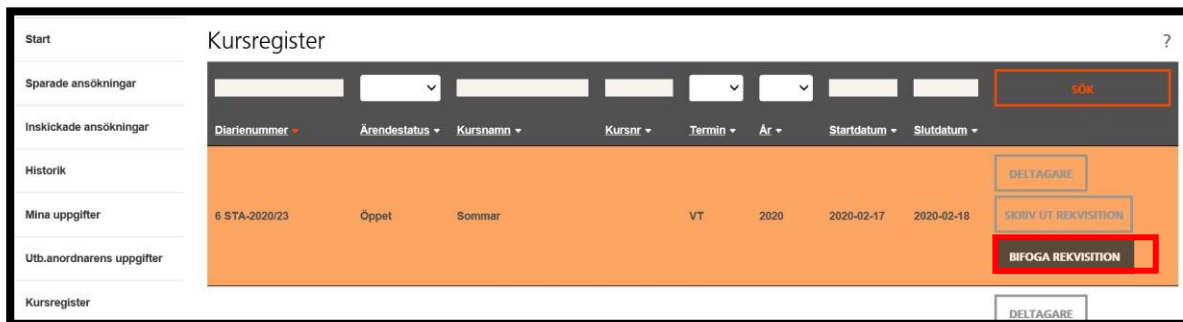 Start
Kursregister
?
Sparade ansökningar
SÖK
Inskickade ansökningar
Diarienummer Ärendestatus Kursnamn Kursnr Termin År Startdatum Slutdatum
Historik
DELTAGARE
Mina uppgifter
6 STA-2020/23 Öppet Sommar VT 2020 2020-02-17 2020-02-18
SKRIV UT REKVISITION
Utb.anordnarens uppgifter
BIFOGA REKVISITION
Kursregister
DELTAGARE